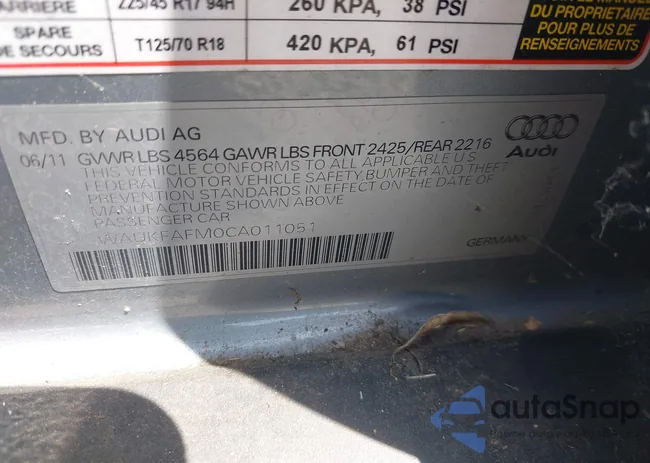 ARRIÈRE 225/45 R17 94H 260 KPA, 38 PSI
SPARE
DE SECOURS T125/70 R18 420 KPA, 61 PSI
DU PROPRIÉTAIRE
POUR PLUS DE
RENSEIGNEMENTS
MFD. BY AUDI AG
06/11 GVWR LBS 4564 GAWR LBS FRONT 2425/REAR 2216
THIS VEHICLE CONFORMS TO ALL APPLICABLE U.S.
FEDERAL MOTOR VEHICLE SAFETY, BUMPER AND THEFT
PREVENTION STANDARDS IN EFFECT ON THE DATE OF
MANUFACTURE SHOWN ABOVE
PASSENGER CAR
WAUKFAFM0CA011051
Audi
GERMANY
autoSnap